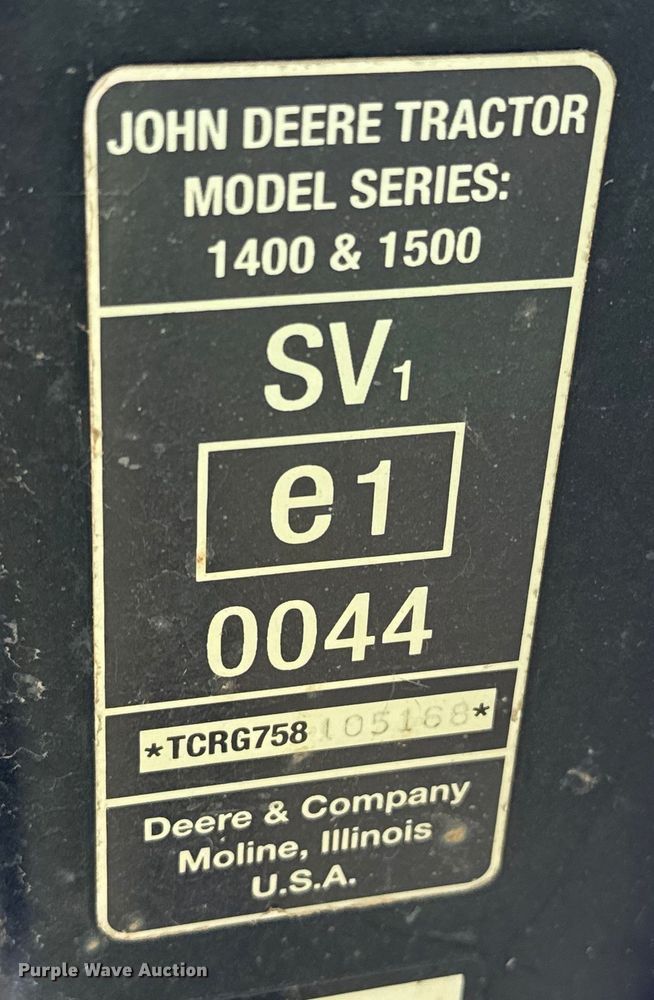 JOHN DEERE TRACTOR
MODEL SERIES:
1400 & 1500
SV1
e1
0044
*TCRG758105168*
Deere & Company
Moline, Illinois
U.S.A.
Purple Wave Auction